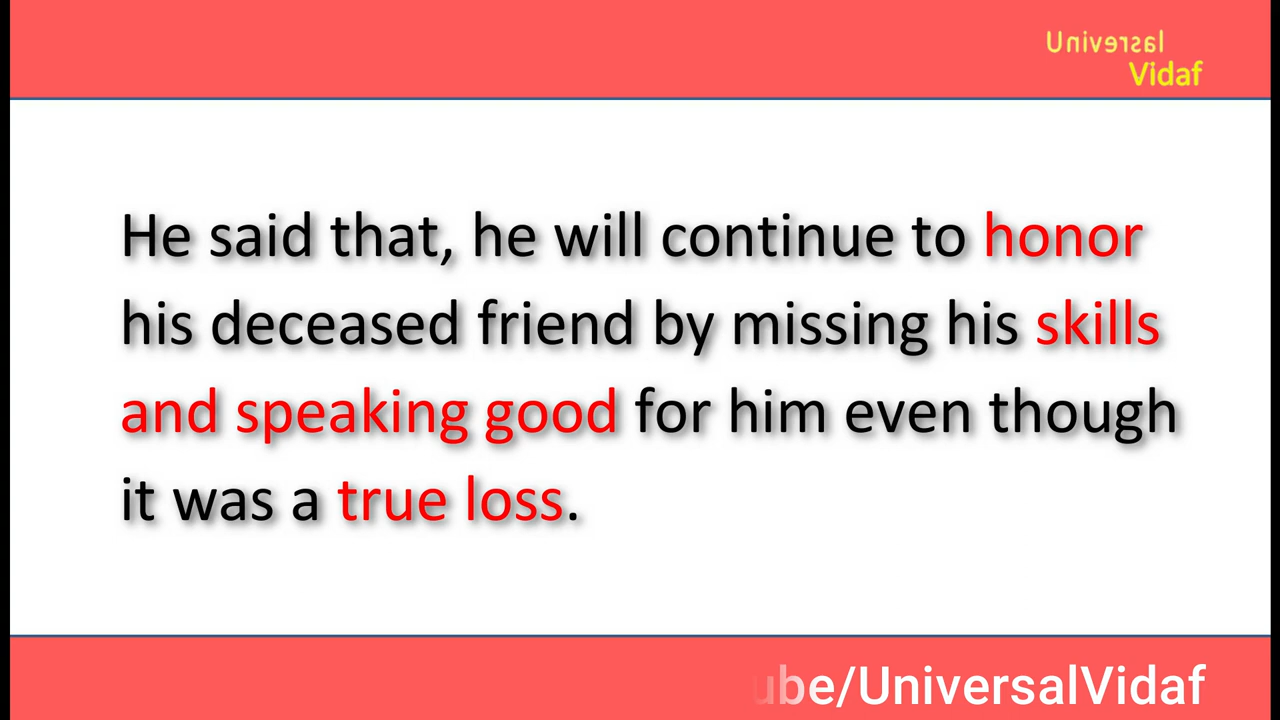 Universal
Vidaf
He said that, he will continue to honor
his deceased friend by missing his skills
and speaking good for him even though
it was a true loss.
ube/UniversalVidaf